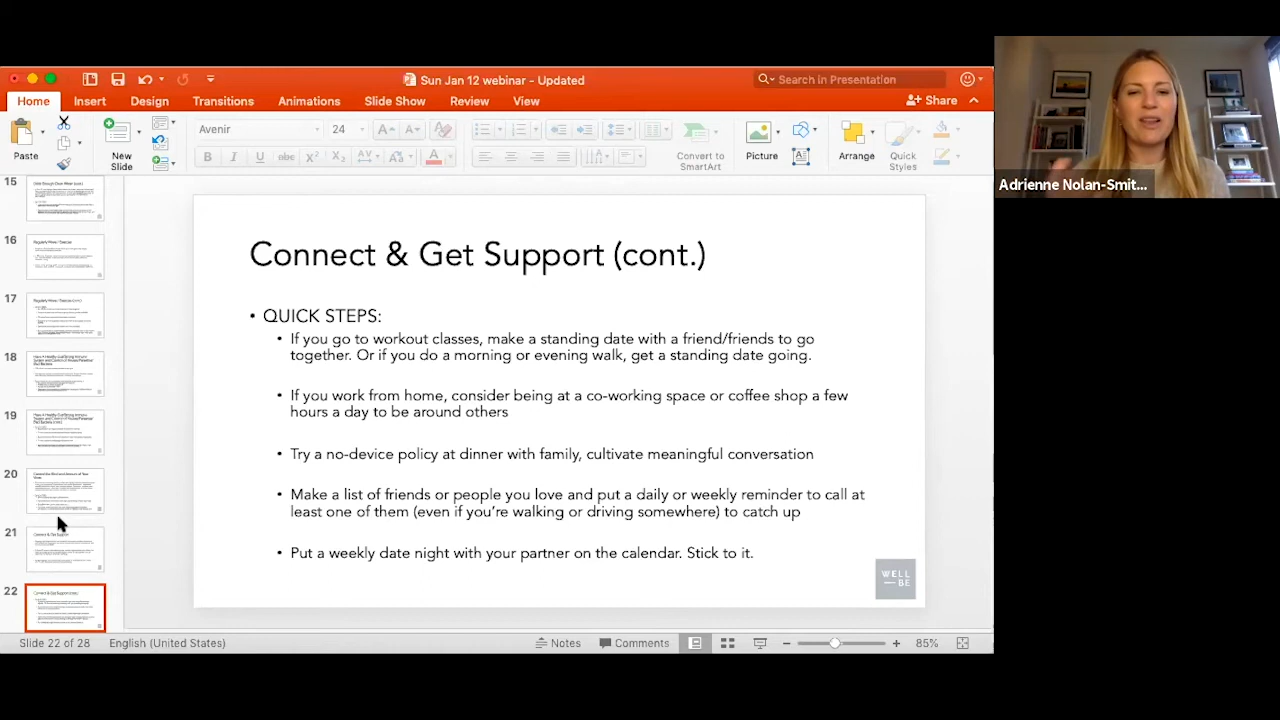 Sun Jan 12 webinar - Updated
Search in Presentation
Home Insert Design Transitions Animations Slide Show Review View
Share
Paste
New
Slide
Avenir
24
Convert to
SmartArt
Picture
Arrange
Quick
Styles
Adrienne Nolan-Smit...
15
16
17
18
19
20
21
Connect & Get Support
22
Connect & Get Support (cont.)
Connect & Get Support (cont.)
• QUICK STEPS:
• If you go to workout classes, make a standing date with a friend/friends to go
together. Or if you do a morning or evening walk, get a standing date going.
• If you work from home, consider being at a co-working space or coffee shop a few
hours a day to be around others
• Try a no-device policy at dinner with family, cultivate meaningful conversation
• Make a list of friends or people you love and put a daily or weekly reminder to call at
least one of them (even if you're walking or driving somewhere) to catch up
• Put a weekly date night with your partner on the calendar. Stick to it.
WELL
BE
Slide 22 of 28
English (United States)
Notes
Comments
85%